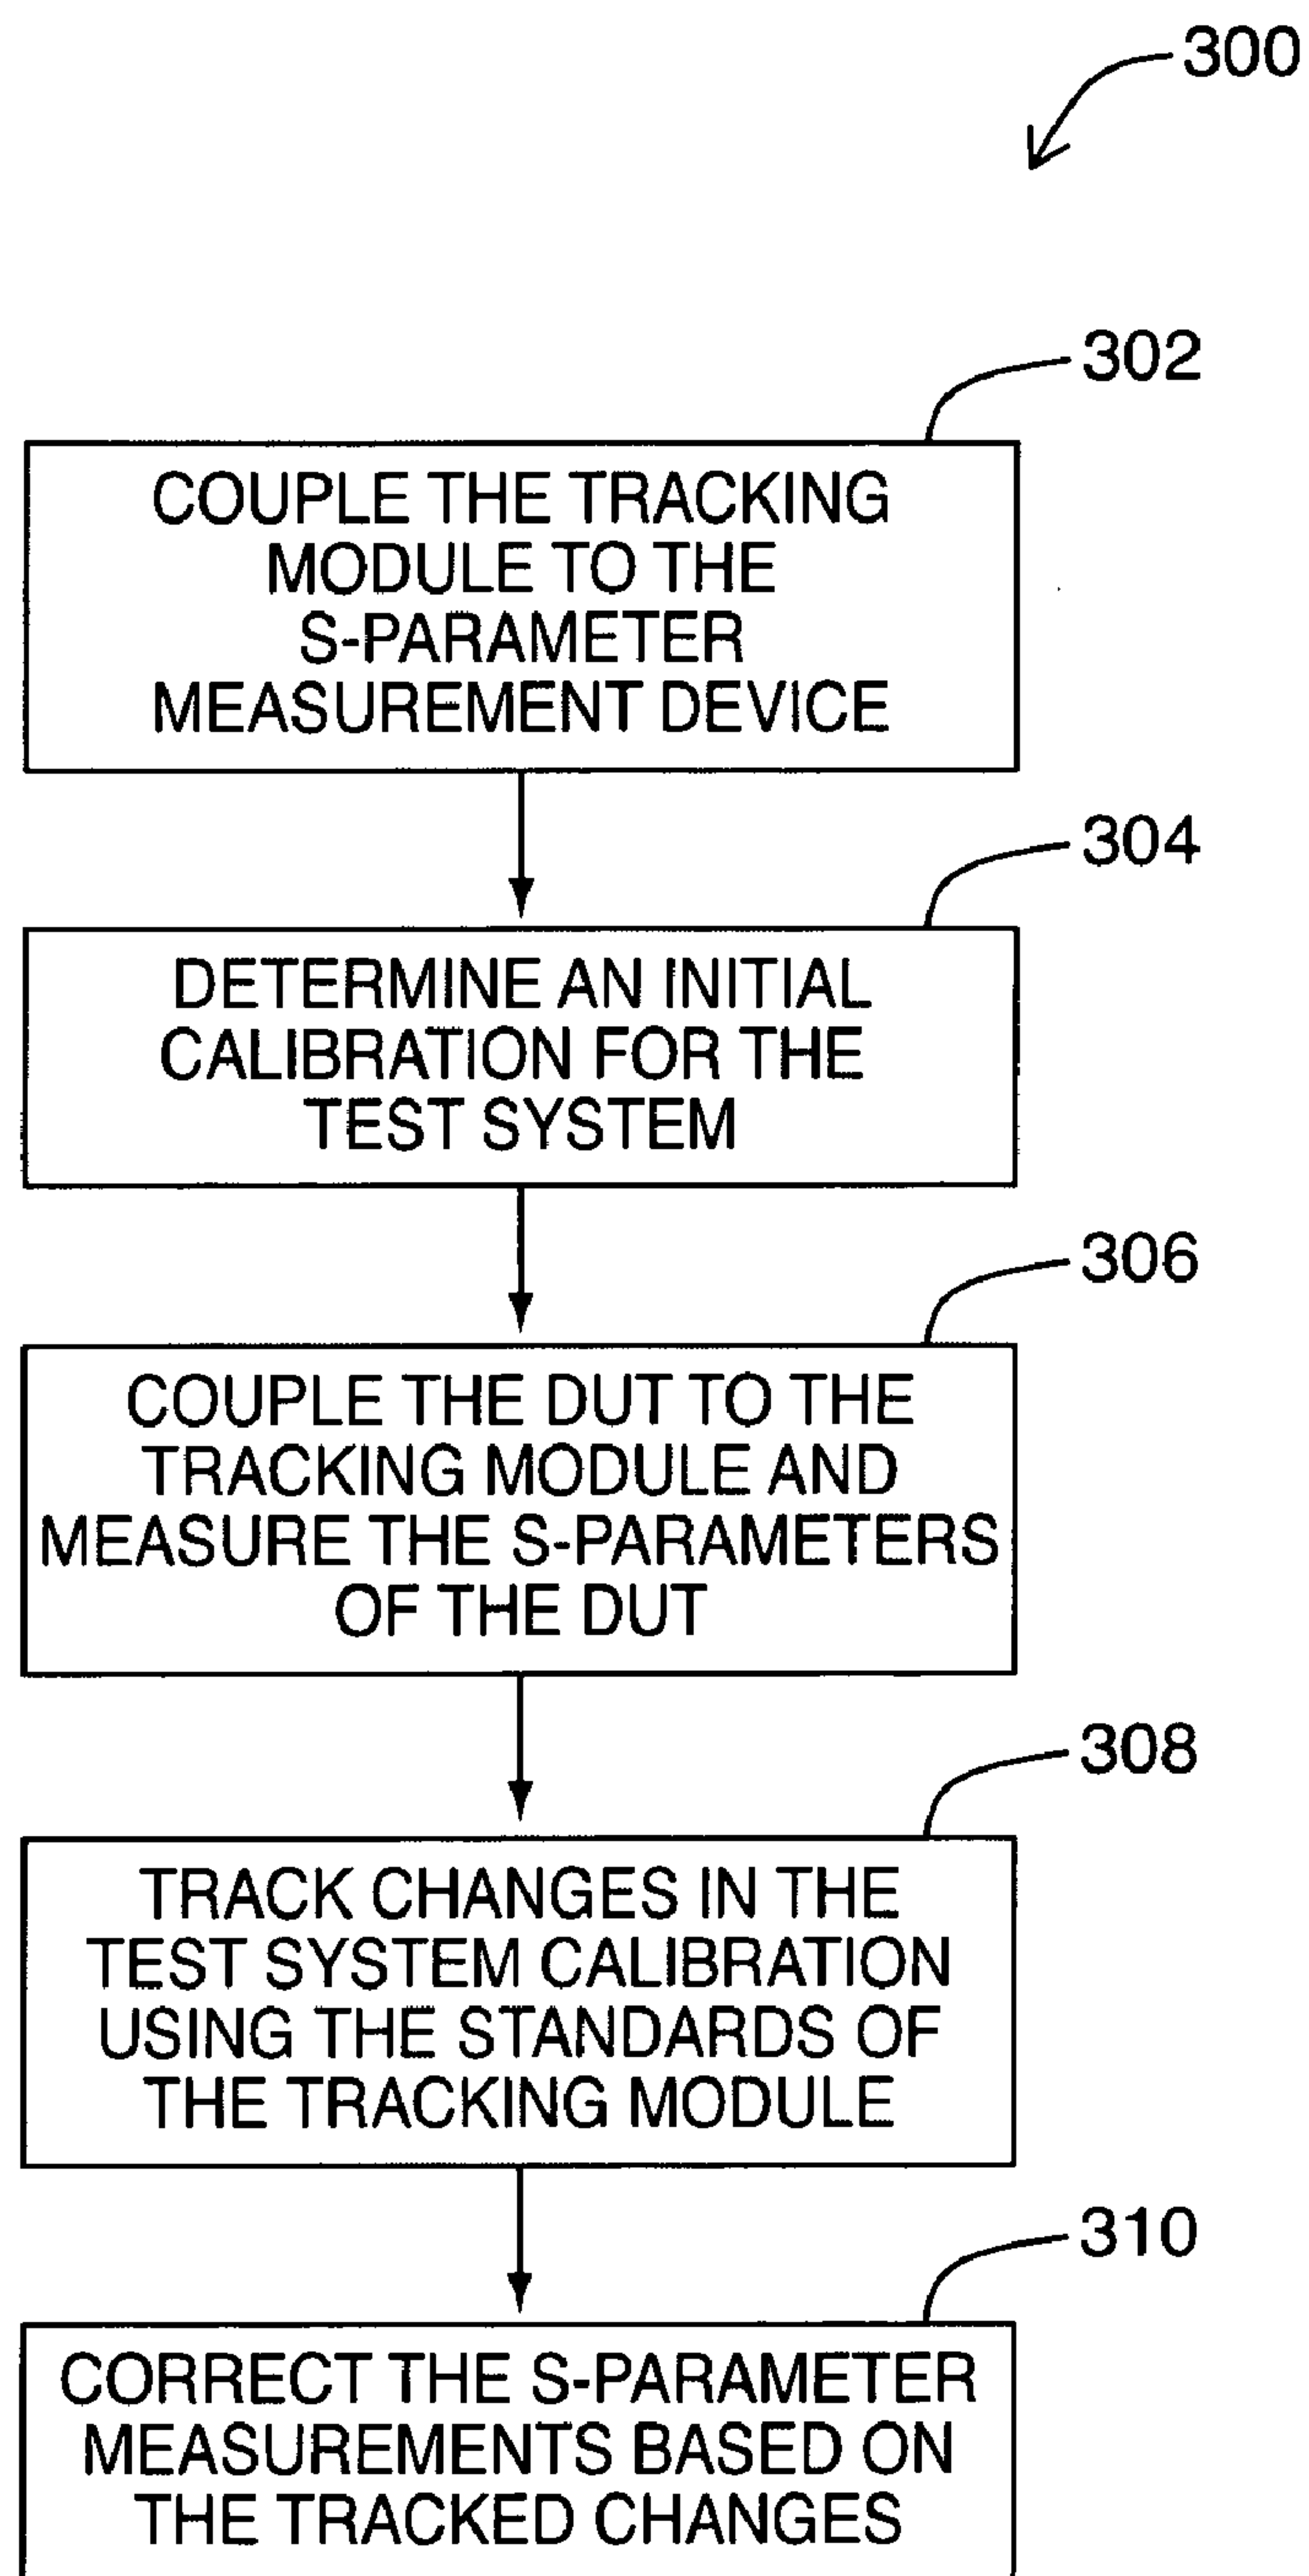 300
302
COUPLE THE TRACKING
MODULE TO THE
S-PARAMETER
MEASUREMENT DEVICE
304
DETERMINE AN INITIAL
CALIBRATION FOR THE
TEST SYSTEM
306
COUPLE THE DUT TO THE
TRACKING MODULE AND
MEASURE THE S-PARAMETERS
OF THE DUT
308
TRACK CHANGES IN THE
TEST SYSTEM CALIBRATION
USING THE STANDARDS OF
THE TRACKING MODULE
310
CORRECT THE S-PARAMETER
MEASUREMENTS BASED ON
THE TRACKED CHANGES